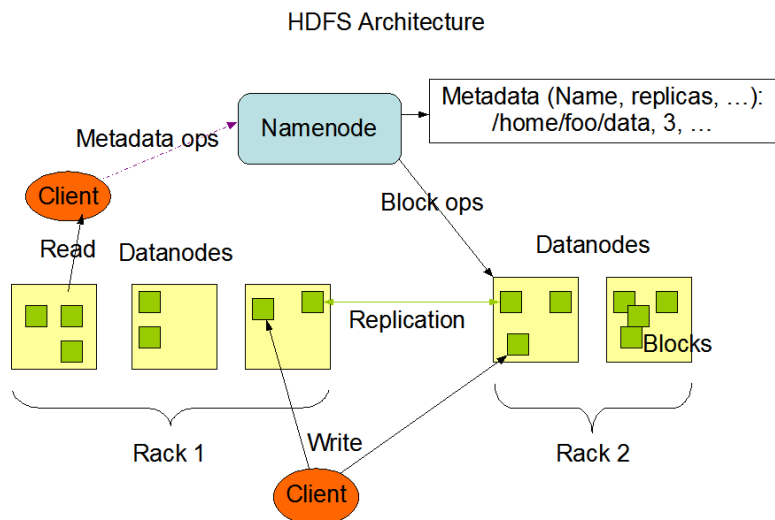 HDFS Architecture
Metadata (Name, replicas, …):
/home/foo/data, 3, …
Namenode
Metadata ops
Client
Block ops
Read
Datanodes
Datanodes
Replication
Blocks
Rack 1
Write
Rack 2
Client